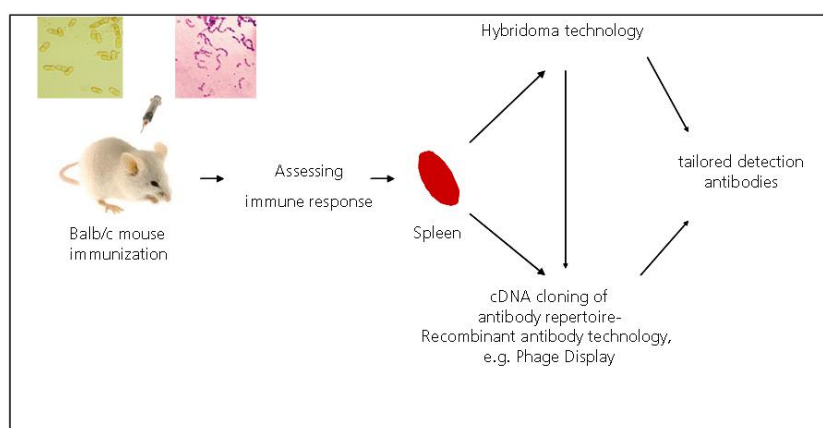 Hybridoma technology
Assessing
immune response
Balb/c mouse
immunization
Spleen
tailored detection
antibodies
cDNA cloning of
antibody repertoire-
Recombinant antibody technology,
e.g. Phage Display